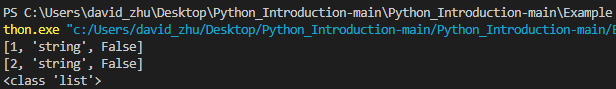 PS C:\Users\david_zhu\Desktop\Python_Introduction-main\Python_Introduction-main\Example
thon.exe "c:/Users/david_zhu/Desktop/Python_Introduction-main/Python_Introduction-main/E
[1, 'string', False]
[2, 'string', False]
<class 'list'>